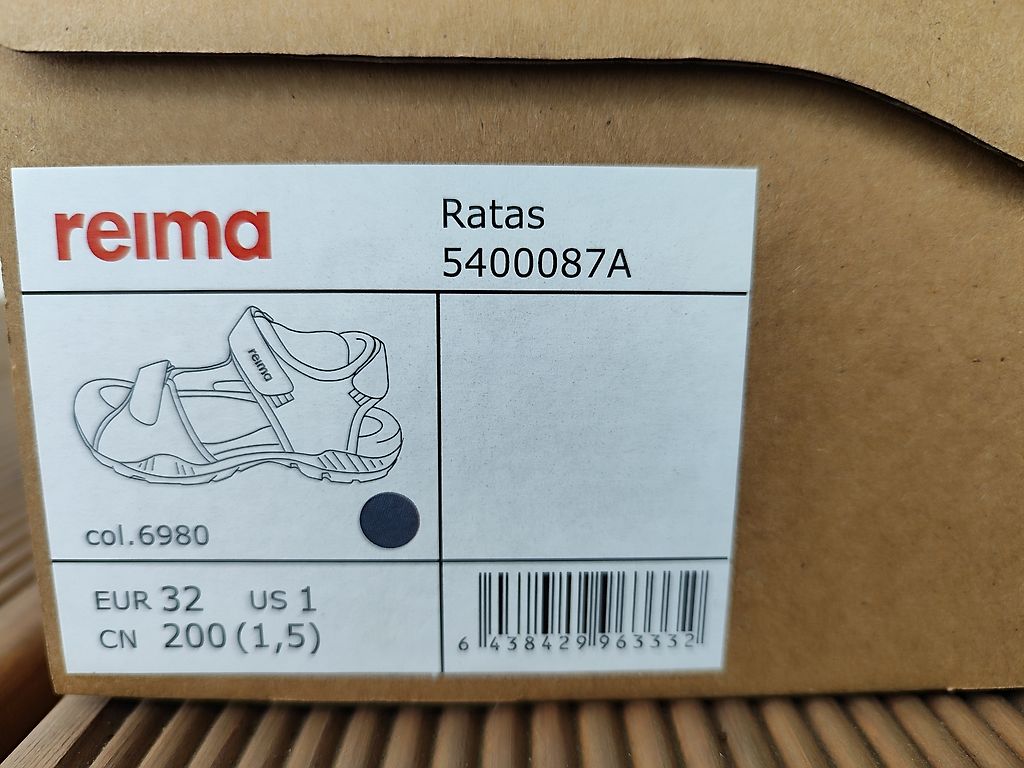 reima
Ratas
5400087A
reima
col.6980
EUR 32 US 1
CN 200 (1,5)
6 438429 963332